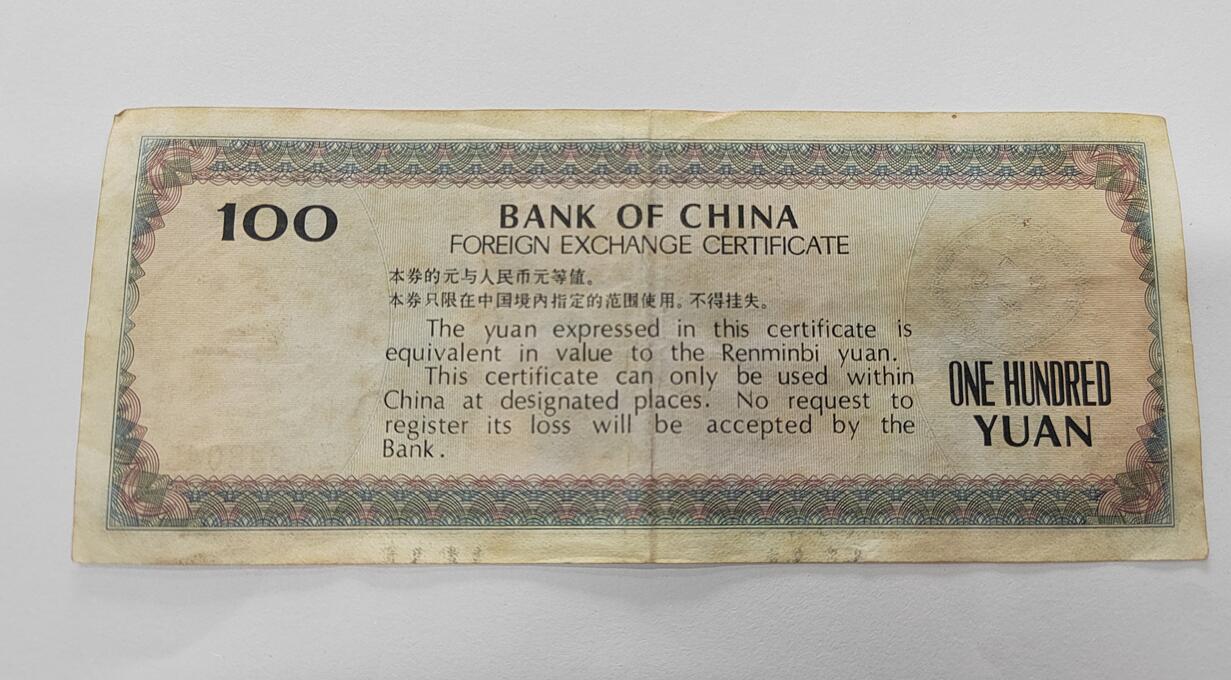 100
BANK OF CHINA
FOREIGN EXCHANGE CERTIFICATE
本券的元与人民币元等值。
本券只限在中国境内指定的范围使用。不得挂失。
The yuan expressed in this certificate is
equivalent in value to the Renminbi yuan.
This certificate can only be used within
China at designated places. No request to
register its loss will be accepted by the
Bank.
ONE HUNDRED
YUAN